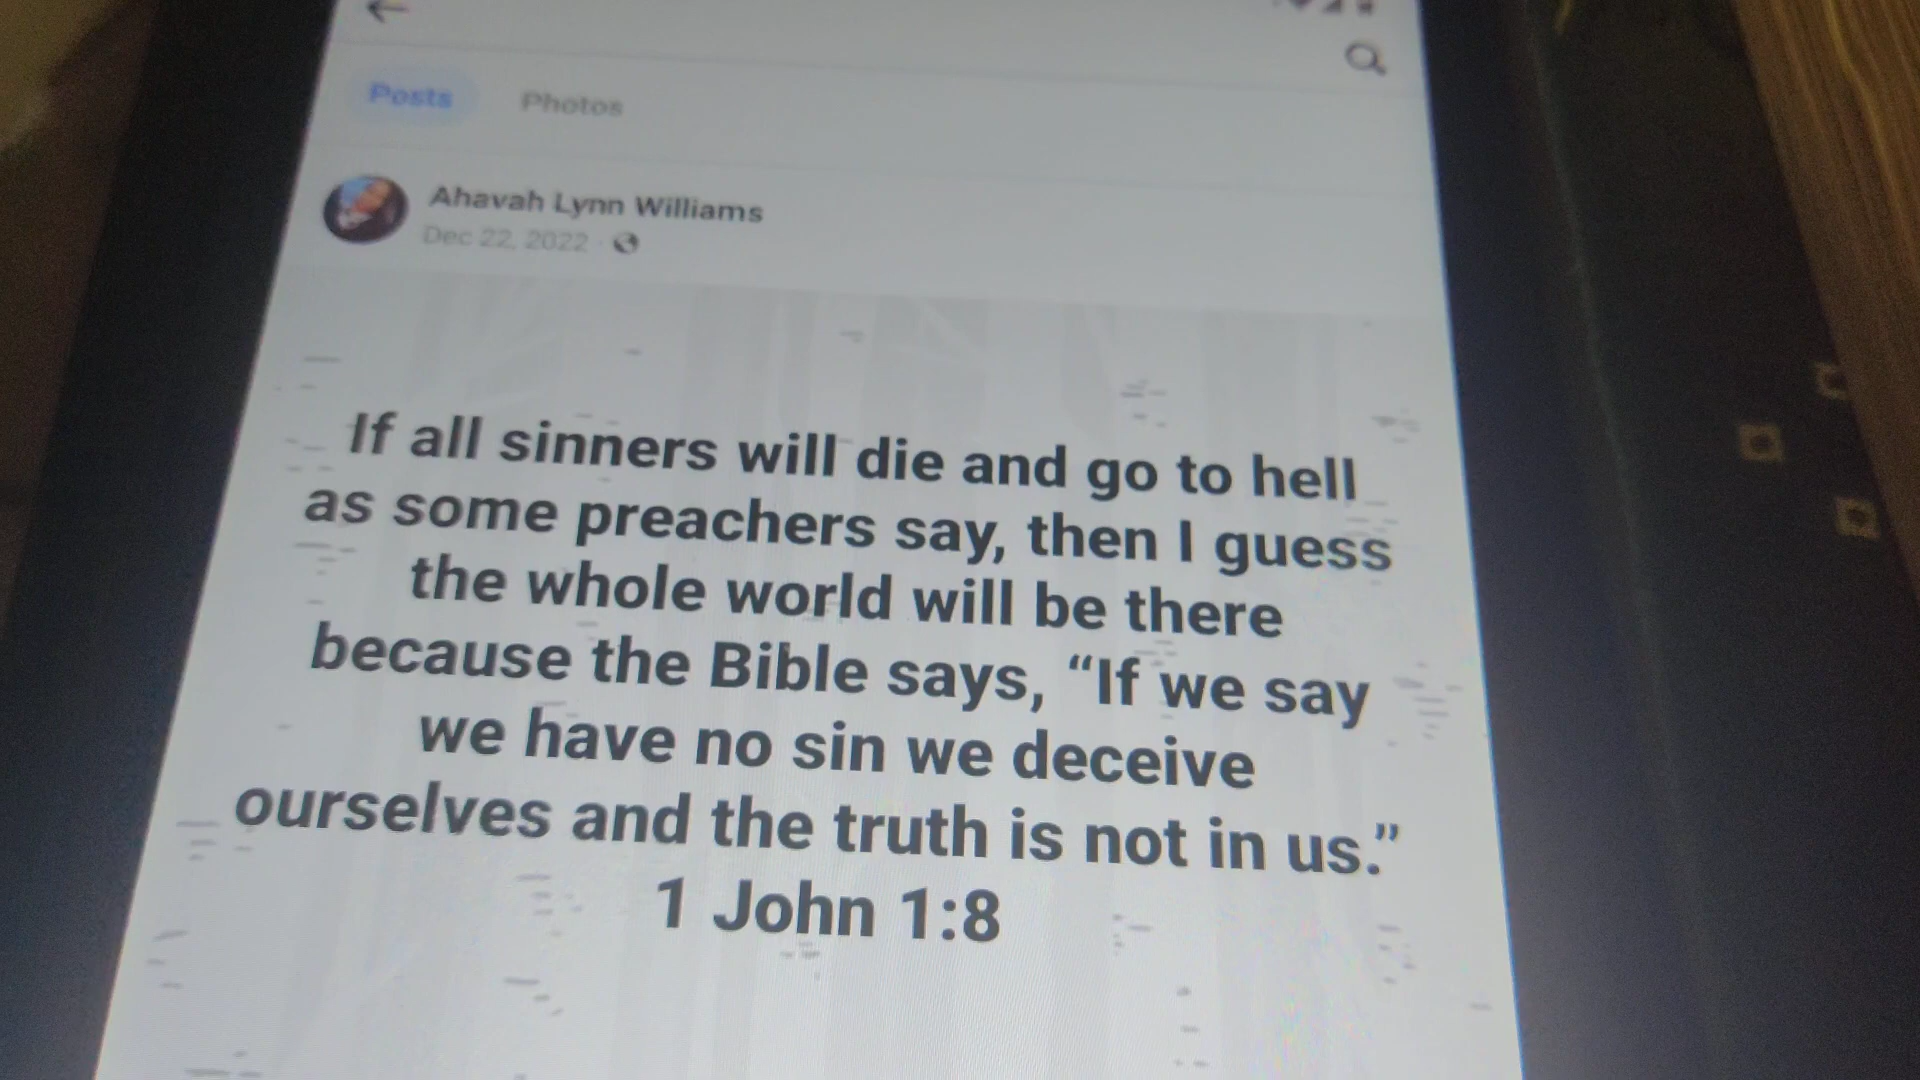 Posts Photos
Ahavah Lynn Williams
Dec 22, 2022 ·
If all sinners will die and go to hell
as some preachers say, then I guess
the whole world will be there
because the Bible says, “If we say
we have no sin we deceive
ourselves and the truth is not in us.”
1 John 1:8